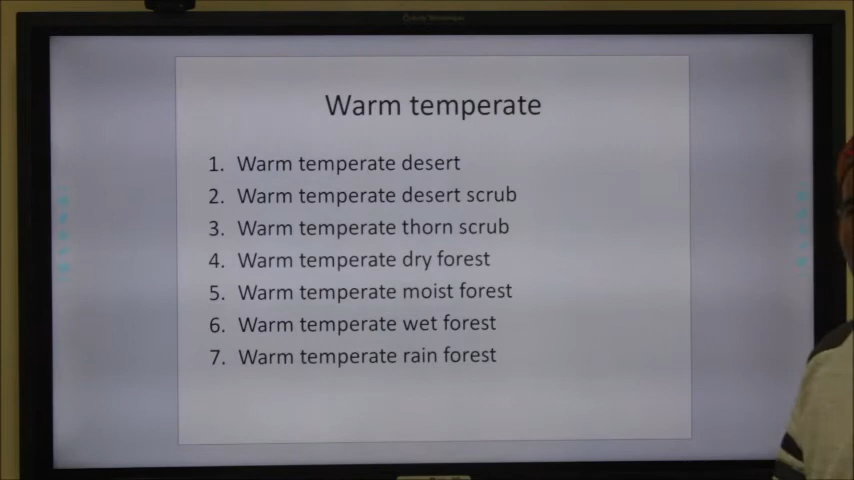 Warm temperate
1. Warm temperate desert
2. Warm temperate desert scrub
3. Warm temperate thorn scrub
4. Warm temperate dry forest
5. Warm temperate moist forest
6. Warm temperate wet forest
7. Warm temperate rain forest